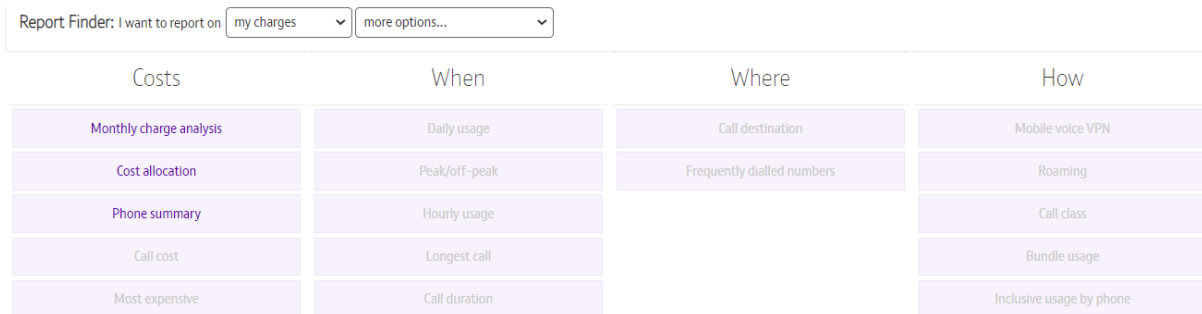 Report Finder: I want to report on my charges more options...
Costs When Where How
Monthly charge analysis Daily usage Call destination Mobile voice VPN
Cost allocation Peak/off-peak Frequently dialled numbers Roaming
Phone summary Hourly usage Call class
Call cost Longest call Bundle usage
Most expensive Call duration Inclusive usage by phone